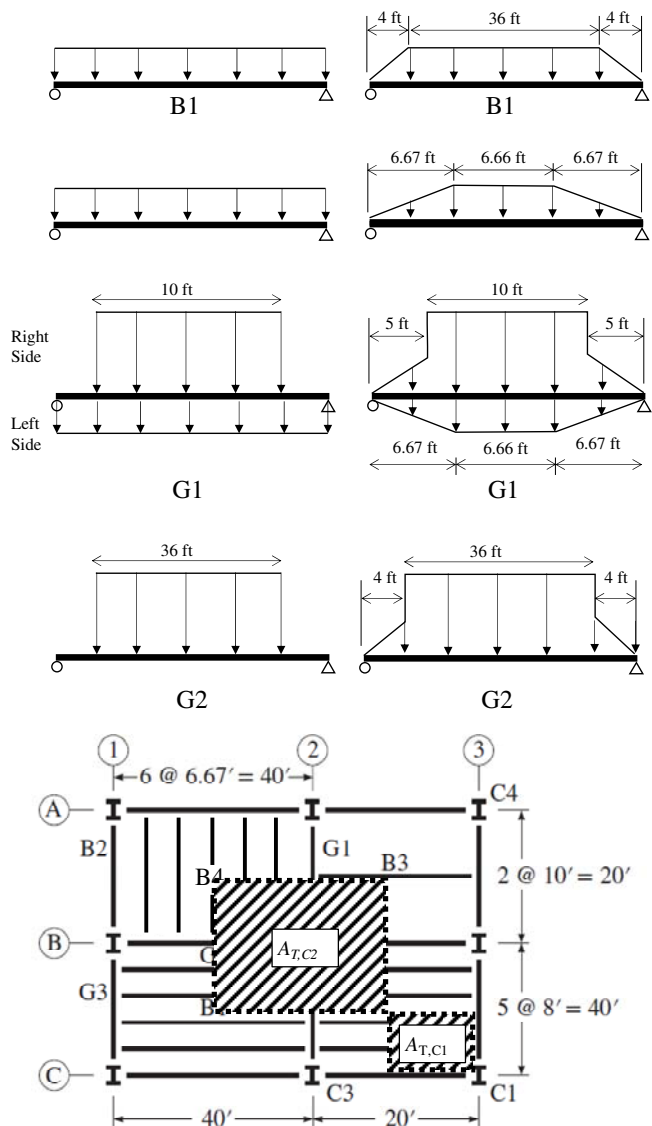 4 ft 36 ft 4 ft
B1 B1
6.67 ft 6.66 ft 6.67 ft
10 ft 10 ft
Right
Side
5 ft 5 ft
Left
Side
6.67 ft 6.66 ft 6.67 ft
G1 G1
36 ft 36 ft
4 ft 4 ft
G2 G2
1 2 3
6 @ 6.67′ = 40′
A C4
B2 G1 B3
B4 2 @ 10′ = 20′
B AT,C2
G3 5 @ 8′ = 40′
AT,C1
C C3 C1
40′ 20′